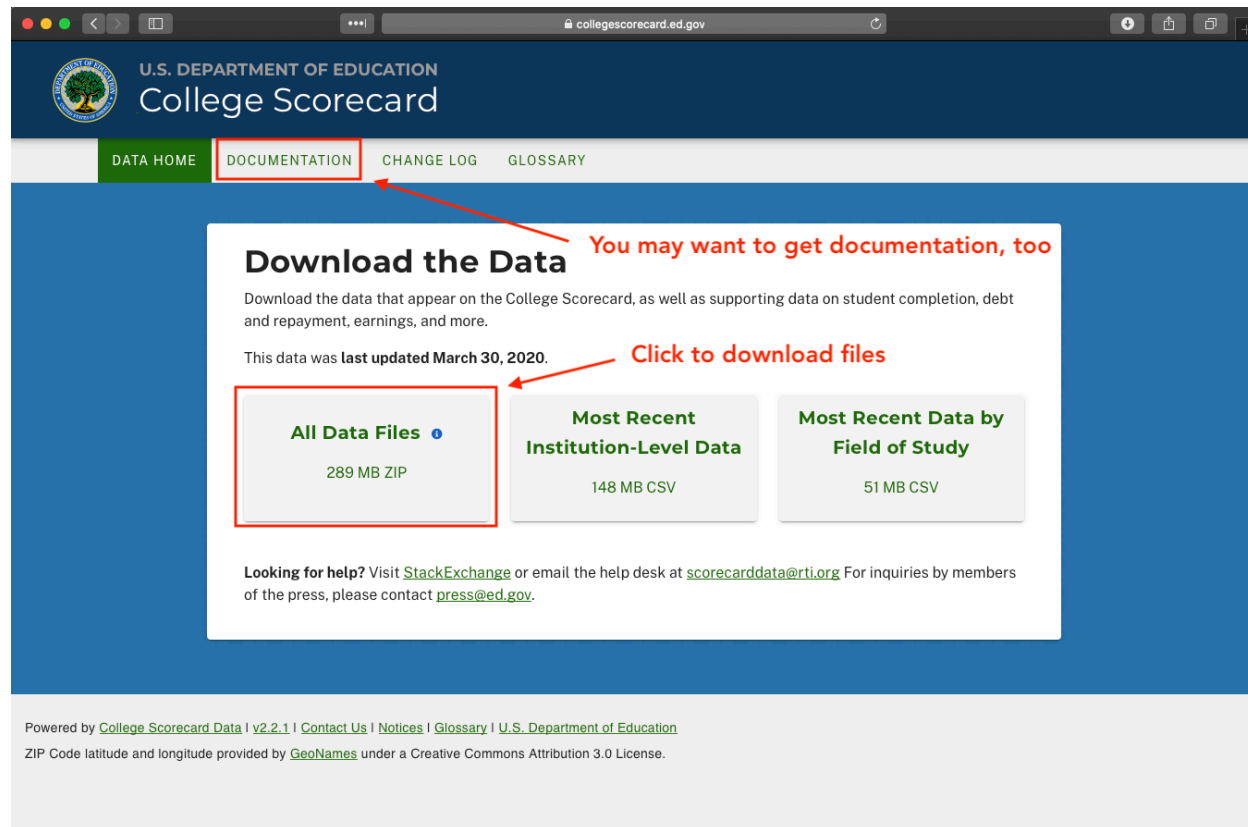 collegescorecard.ed.gov
U.S. DEPARTMENT OF EDUCATION
College Scorecard
DATA HOME
DOCUMENTATION
CHANGE LOG
GLOSSARY
You may want to get documentation, too
Download the Data
Download the data that appear on the College Scorecard, as well as supporting data on student completion, debt
and repayment, earnings, and more.
This data was last updated March 30, 2020.
Click to download files
All Data Files
289 MB ZIP
Most Recent
Institution-Level Data
148 MB CSV
Most Recent Data by
Field of Study
51 MB CSV
Looking for help? Visit StackExchange or email the help desk at scorecarddata@rti.org For inquiries by members
of the press, please contact press@ed.gov.
Powered by College Scorecard Data | v2.2.1 | Contact Us | Notices | Glossary | U.S. Department of Education
ZIP Code latitude and longitude provided by GeoNames under a Creative Commons Attribution 3.0 License.